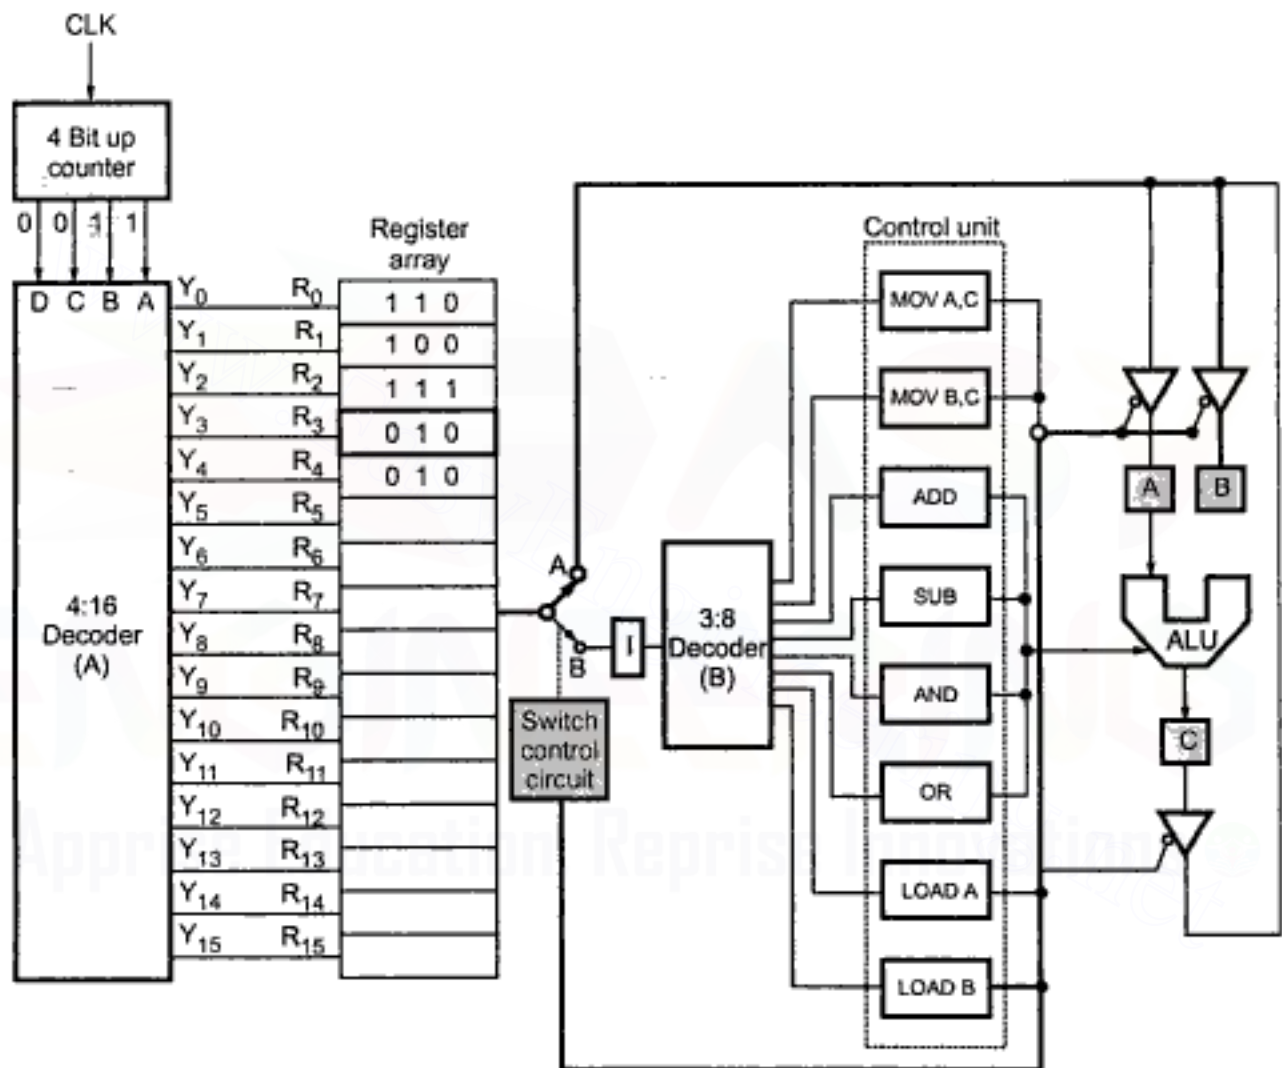 CLK
4 Bit up
counter
0 0 1 1
D C B A
Register
array
Y0 R0 1 1 0
Y1 R1 1 0 0
Y2 R2 1 1 1
Y3 R3 0 1 0
Y4 R4 0 1 0
Y5 R5
Y6 R6
Y7 R7
Y8 R8
Y9 R9
Y10 R10
Y11 R11
Y12 R12
Y13 R13
Y14 R14
Y15 R15
4:16
Decoder
(A)
A
B
I
Switch
control
circuit
3:8
Decoder
(B)
Control unit
MOV A,C
MOV B,C
ADD
SUB
AND
OR
LOAD A
LOAD B
A B
ALU
C
Apprise Education Reprise Innovations